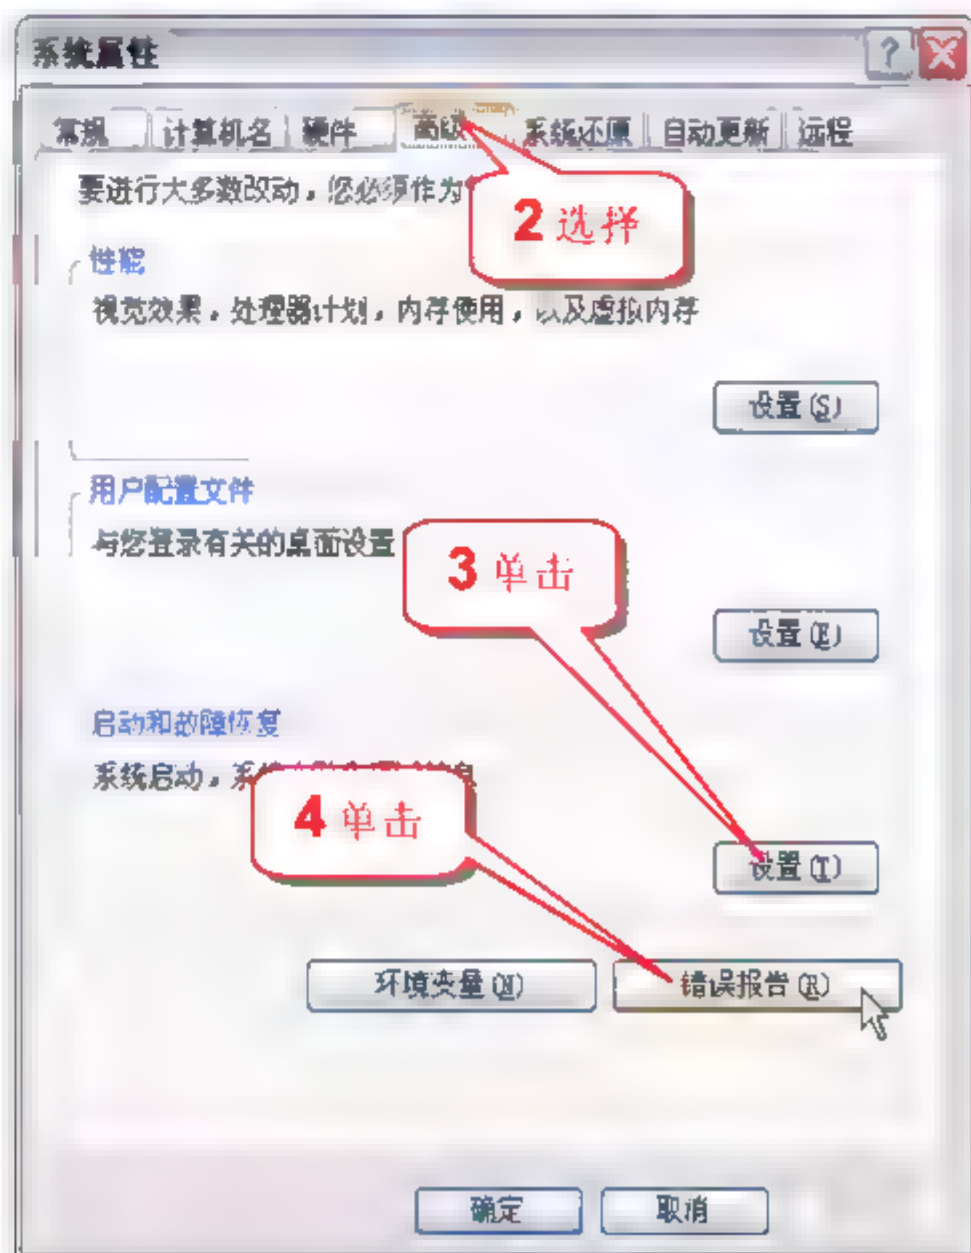 系统属性
常规 计算机名 硬件 高级 系统还原 自动更新 远程
要进行大多数改动，您必须作为
2 选择
性能
视觉效果，处理器计划，内存使用，以及虚拟内存
设置(S)
用户配置文件
与您登录有关的桌面设置
3 单击
设置(E)
启动和故障恢复
系统启动，系
4 单击
设置(T)
环境变量(N) 错误报告(R)
确定 取消